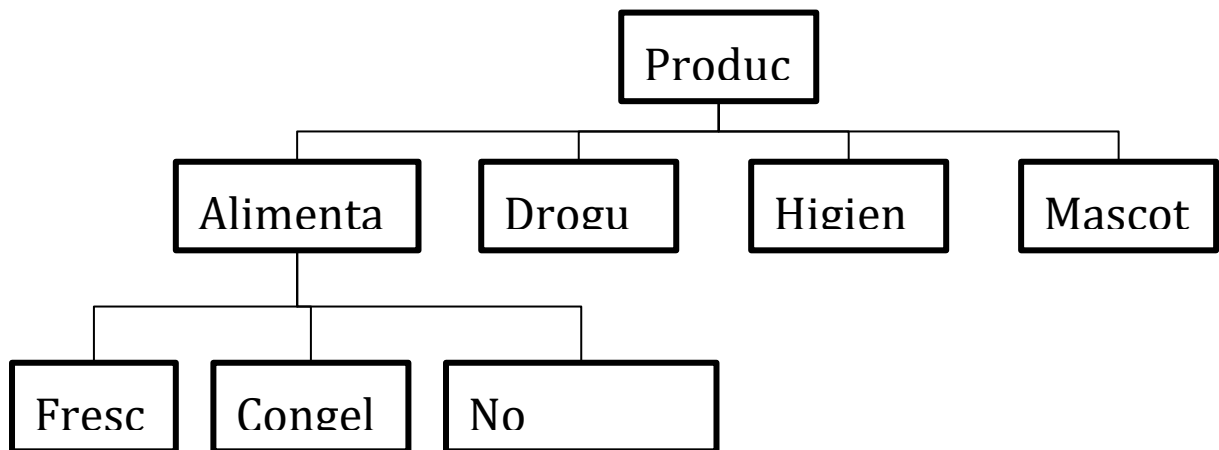 Produc
Alimenta
Drogu
Higien
Mascot
Fresc
Congel
No